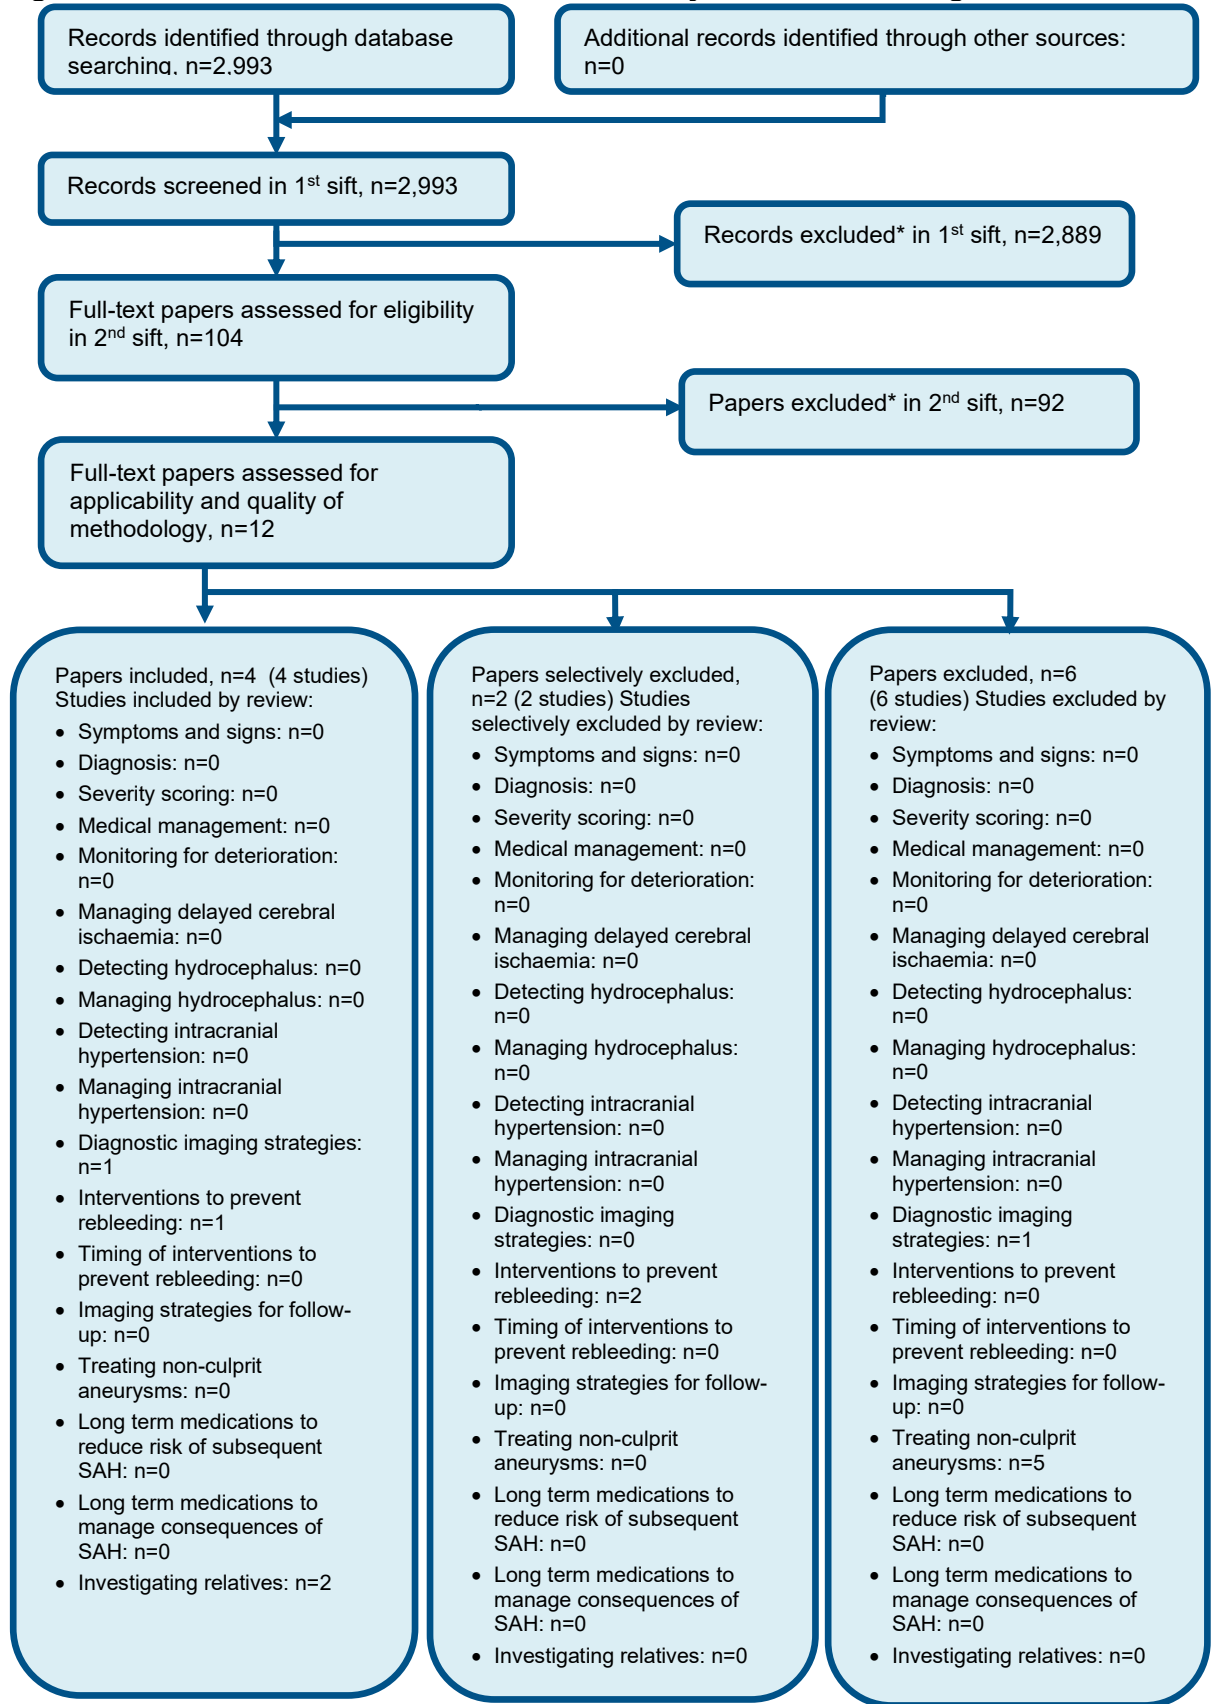 Records identified through database
searching, n=2,993
Additional records identified through other sources:
n=0
Records screened in 1st sift, n=2,993
Records excluded* in 1st sift, n=2,889
Full-text papers assessed for eligibility
in 2nd sift, n=104
Papers excluded* in 2nd sift, n=92
Full-text papers assessed for
applicability and quality of
methodology, n=12
Papers included, n=4 (4 studies)
Studies included by review:
• Symptoms and signs: n=0
• Diagnosis: n=0
• Severity scoring: n=0
• Medical management: n=0
• Monitoring for deterioration:
n=0
• Managing delayed cerebral
ischaemia: n=0
• Detecting hydrocephalus: n=0
• Managing hydrocephalus: n=0
• Detecting intracranial
hypertension: n=0
• Managing intracranial
hypertension: n=0
• Diagnostic imaging strategies:
n=1
• Interventions to prevent
rebleeding: n=1
• Timing of interventions to
prevent rebleeding: n=0
• Imaging strategies for follow-
up: n=0
• Treating non-culprit
aneurysms: n=0
• Long term medications to
reduce risk of subsequent
SAH: n=0
• Long term medications to
manage consequences of
SAH: n=0
• Investigating relatives: n=2
Papers selectively excluded,
n=2 (2 studies) Studies
selectively excluded by review:
• Symptoms and signs: n=0
• Diagnosis: n=0
• Severity scoring: n=0
• Medical management: n=0
• Monitoring for deterioration:
n=0
• Managing delayed cerebral
ischaemia: n=0
• Detecting hydrocephalus:
n=0
• Managing hydrocephalus:
n=0
• Detecting intracranial
hypertension: n=0
• Managing intracranial
hypertension: n=0
• Diagnostic imaging
strategies: n=0
• Interventions to prevent
rebleeding: n=2
• Timing of interventions to
prevent rebleeding: n=0
• Imaging strategies for follow-
up: n=0
• Treating non-culprit
aneurysms: n=0
• Long term medications to
reduce risk of subsequent
SAH: n=0
• Long term medications to
manage consequences of
SAH: n=0
• Investigating relatives: n=0
Papers excluded, n=6
(6 studies) Studies excluded by
review:
• Symptoms and signs: n=0
• Diagnosis: n=0
• Severity scoring: n=0
• Medical management: n=0
• Monitoring for deterioration:
n=0
• Managing delayed cerebral
ischaemia: n=0
• Detecting hydrocephalus:
n=0
• Managing hydrocephalus:
n=0
• Detecting intracranial
hypertension: n=0
• Managing intracranial
hypertension: n=0
• Diagnostic imaging
strategies: n=1
• Interventions to prevent
rebleeding: n=0
• Timing of interventions to
prevent rebleeding: n=0
• Imaging strategies for follow-
up: n=0
• Treating non-culprit
aneurysms: n=5
• Long term medications to
reduce risk of subsequent
SAH: n=0
• Long term medications to
manage consequences of
SAH: n=0
• Investigating relatives: n=0